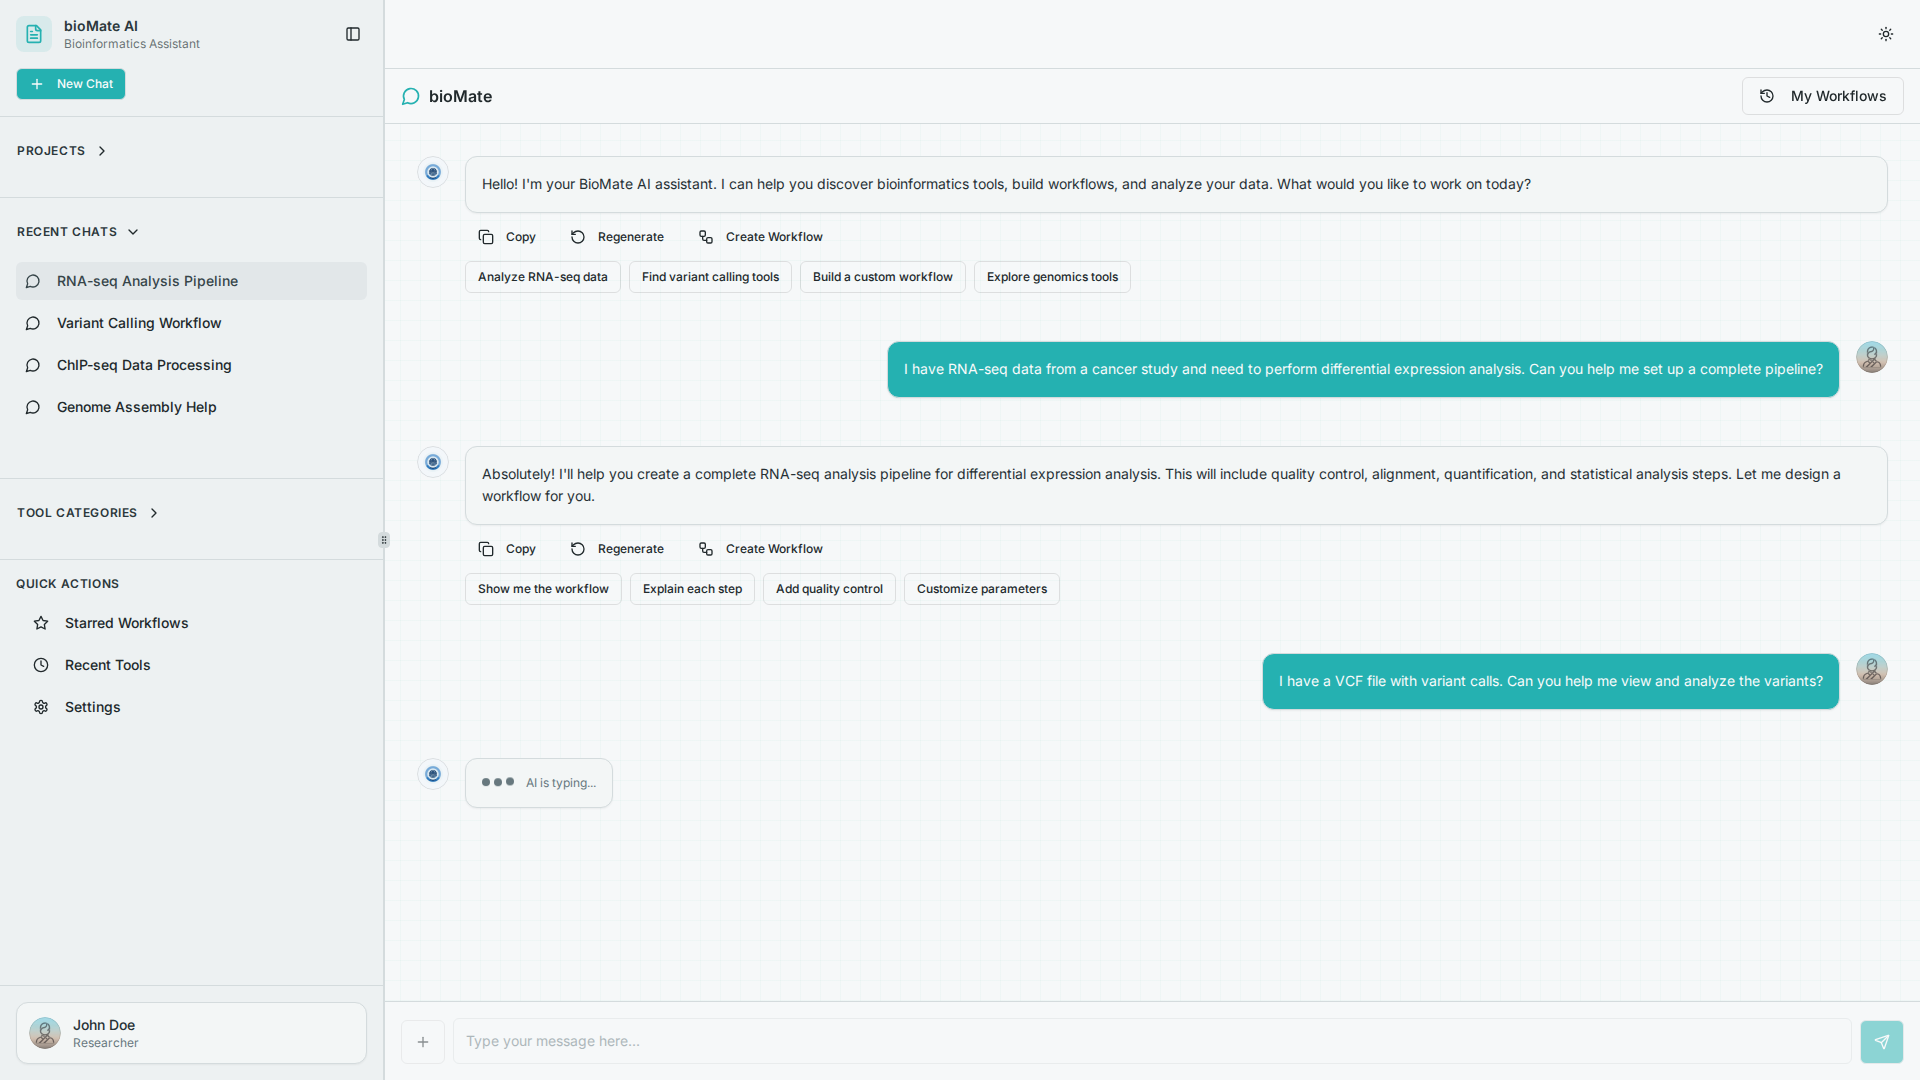 bioMate AI
Bioinformatics Assistant
New Chat
PROJECTS
RECENT CHATS
RNA-seq Analysis Pipeline
Variant Calling Workflow
ChIP-seq Data Processing
Genome Assembly Help
TOOL CATEGORIES
QUICK ACTIONS
Starred Workflows
Recent Tools
Settings
John Doe
Researcher
bioMate
My Workflows
Hello! I'm your BioMate AI assistant. I can help you discover bioinformatics tools, build workflows, and analyze your data. What would you like to work on today?
Copy Regenerate Create Workflow
Analyze RNA-seq data Find variant calling tools Build a custom workflow Explore genomics tools
I have RNA-seq data from a cancer study and need to perform differential expression analysis. Can you help me set up a complete pipeline?
Absolutely! I'll help you create a complete RNA-seq analysis pipeline for differential expression analysis. This will include quality control, alignment, quantification, and statistical analysis steps. Let me design a
workflow for you.
Copy Regenerate Create Workflow
Show me the workflow Explain each step Add quality control Customize parameters
I have a VCF file with variant calls. Can you help me view and analyze the variants?
AI is typing...
Type your message here...